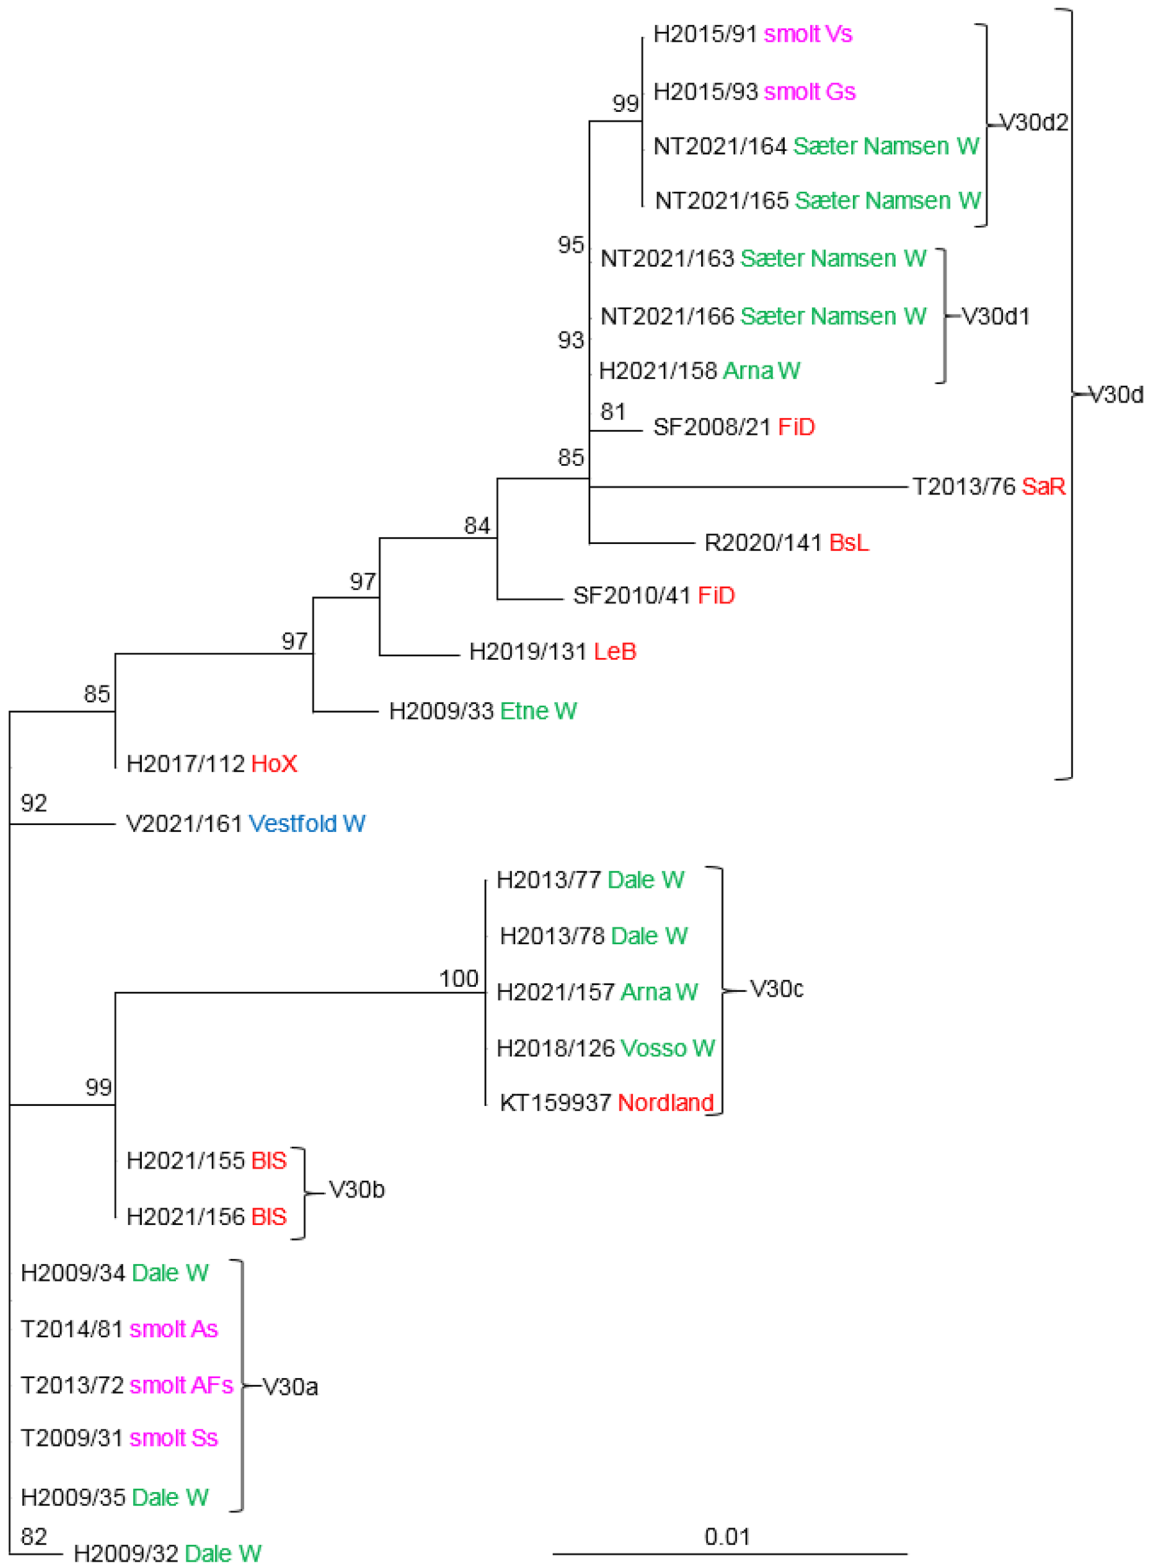 H2015/91 smolt Vs
H2015/93 smolt Gs
99
V30d2
NT2021/164 Sæter Namsen W
NT2021/165 Sæter Namsen W
95
NT2021/163 Sæter Namsen W
NT2021/166 Sæter Namsen W
V30d1
93
H2021/158 Arna W
V30d
81
SF2008/21 FiD
85
T2013/76 SaR
84
R2020/141 BsL
97
SF2010/41 FiD
97
H2019/131 LeB
85
H2009/33 Etne W
H2017/112 HoX
92
V2021/161 Vestfold W
H2013/77 Dale W
H2013/78 Dale W
100
H2021/157 Arna W
V30c
H2018/126 Vosso W
99
KT159937 Nordland
H2021/155 BlS
V30b
H2021/156 BlS
H2009/34 Dale W
T2014/81 smolt As
T2013/72 smolt AFs
V30a
T2009/31 smolt Ss
H2009/35 Dale W
82
H2009/32 Dale W
0.01